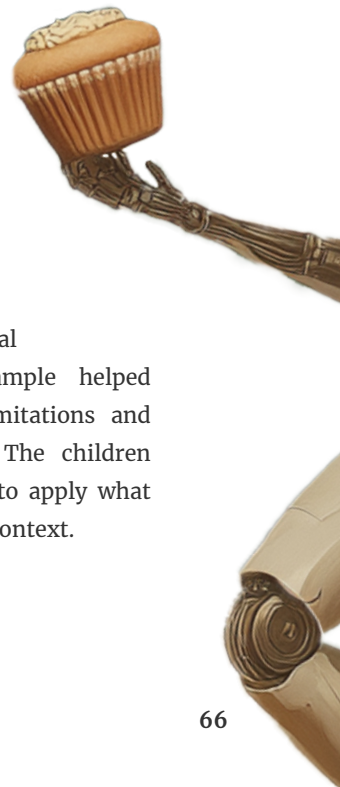 al
ample helped
mitations and
The children
to apply what
ontext.
66